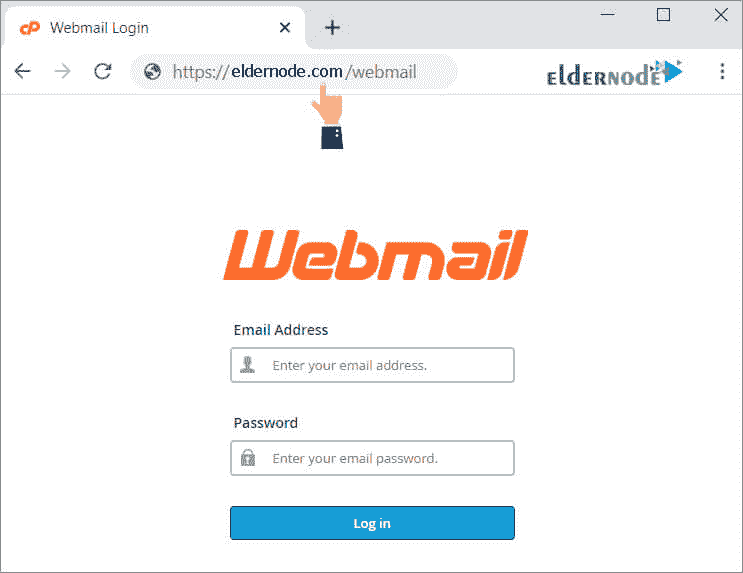 Webmail Login
https://eldernode.com/webmail
eldernode
Webmail
Email Address
Enter your email address.
Password
Enter your email password.
Log in